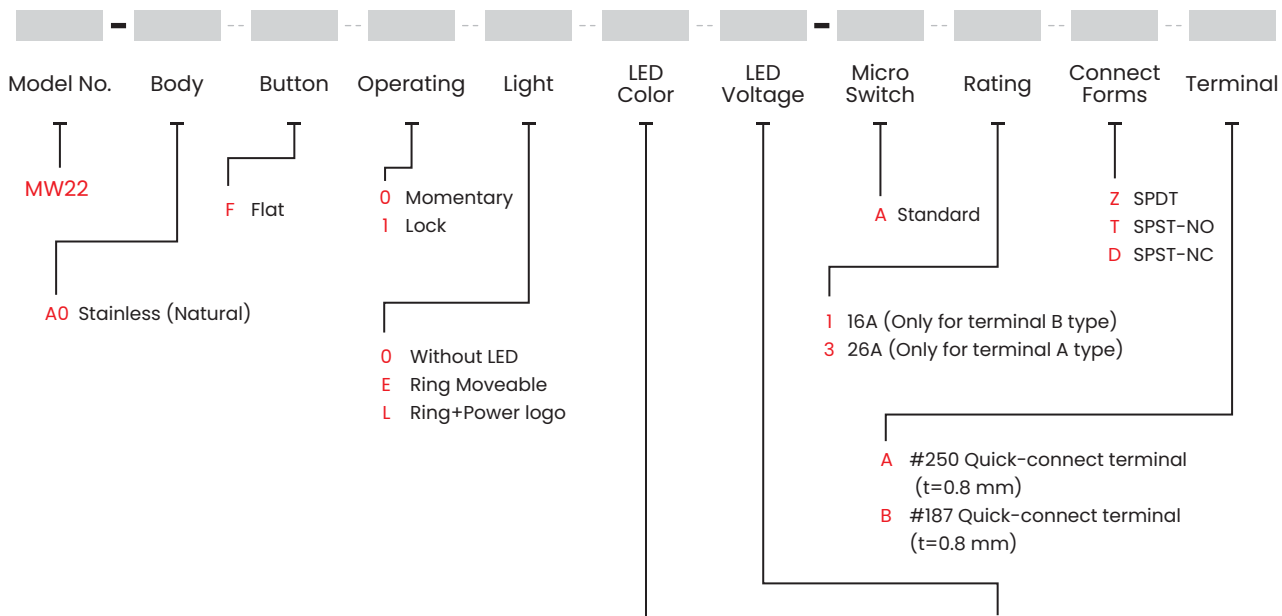 Model No.
Body
Button
Operating
Light
LED
Color
LED
Voltage
Micro
Switch
Rating
Connect
Forms
Terminal
MW22
F Flat
0 Momentary
1 Lock
A Standard
Z SPDT
T SPST-NO
D SPST-NC
A0 Stainless (Natural)
1 16A (Only for terminal B type)
3 26A (Only for terminal A type)
0 Without LED
E Ring Moveable
L Ring+Power logo
A #250 Quick-connect terminal
(t=0.8 mm)
B #187 Quick-connect terminal
(t=0.8 mm)